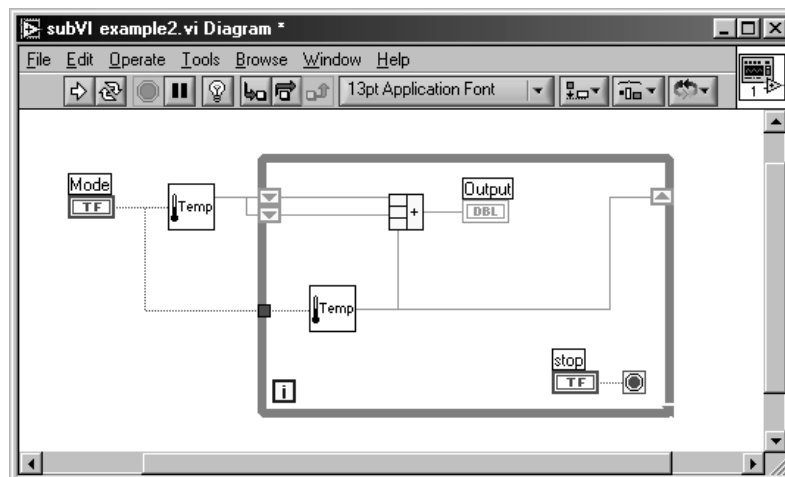 subVI example2.vi Diagram *
File Edit Operate Tools Browse Window Help
13pt Application Font
1
Mode
TF
Temp
+
Output
DBL
Temp
stop
TF
i